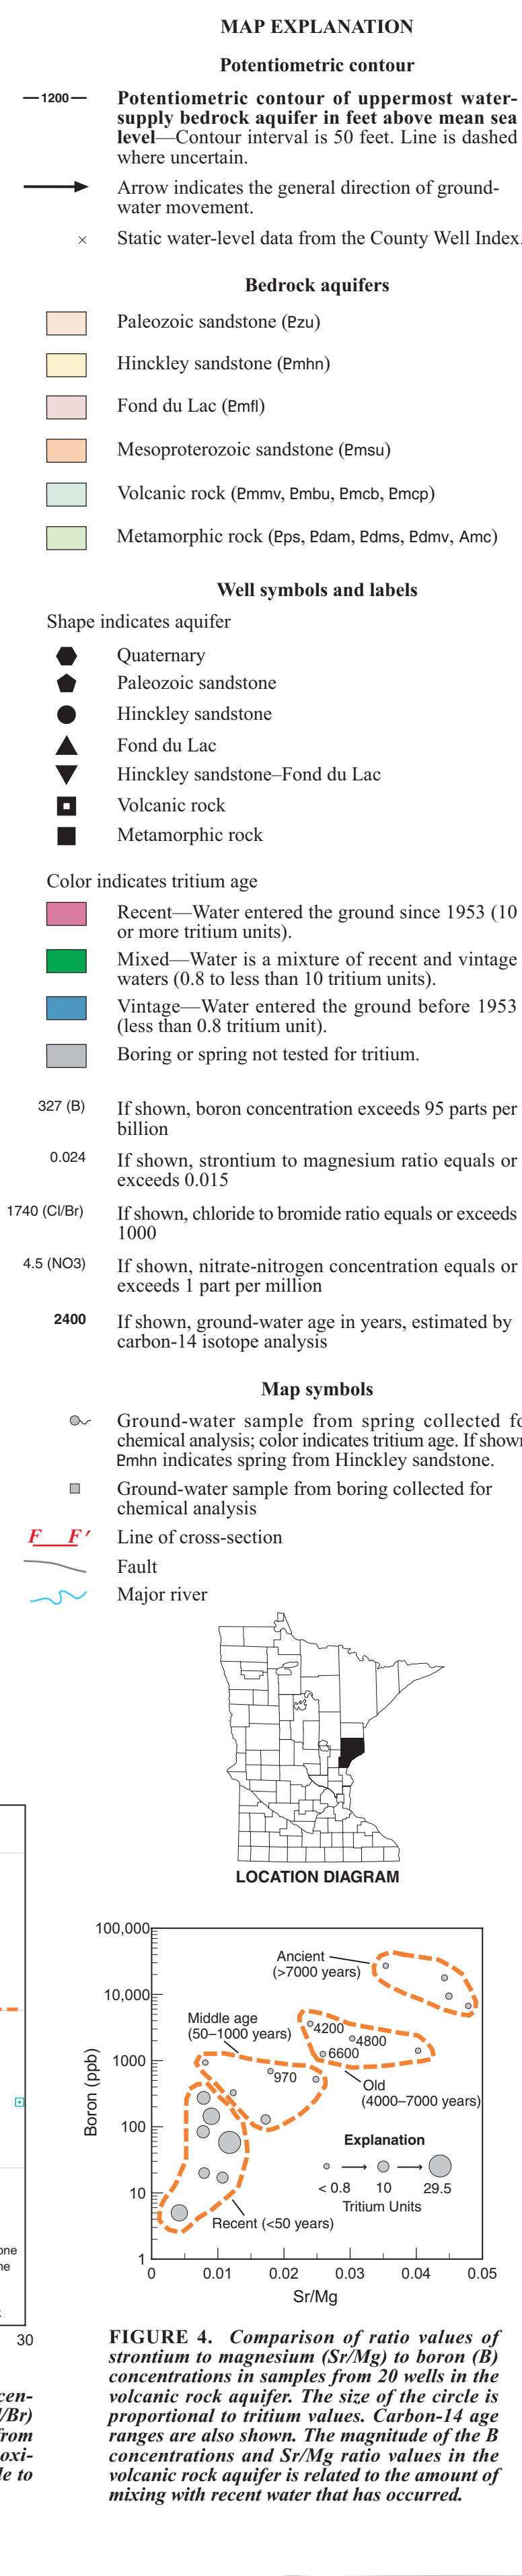 MAP EXPLANATION
Potentiometric contour
1200
Potentiometric contour of uppermost water-
supply bedrock aquifer in feet above mean sea
level—Contour interval is 50 feet. Line is dashed
where uncertain.
Arrow indicates the general direction of ground-
water movement.
× Static water-level data from the County Well Index.
Bedrock aquifers
Paleozoic sandstone (Ꞓzu)
Hinckley sandstone (Ꞓmhn)
Fond du Lac (Ꞓmfl)
Mesoproterozoic sandstone (Ꞓmsu)
Volcanic rock (Ꞓmmv, Ꞓmbu, Ꞓmcb, Ꞓmcp)
Metamorphic rock (Ꞓps, Ꞓdam, Ꞓdms, Ꞓdmv, Amc)
Well symbols and labels
Shape indicates aquifer
Quaternary
Paleozoic sandstone
Hinckley sandstone
Fond du Lac
Hinckley sandstone–Fond du Lac
Volcanic rock
Metamorphic rock
Color indicates tritium age
Recent—Water entered the ground since 1953 (10
or more tritium units).
Mixed—Water is a mixture of recent and vintage
waters (0.8 to less than 10 tritium units).
Vintage—Water entered the ground before 1953
(less than 0.8 tritium unit).
Boring or spring not tested for tritium.
327 (B) If shown, boron concentration exceeds 95 parts per
billion
0.024 If shown, strontium to magnesium ratio equals or
exceeds 0.015
1740 (Cl/Br) If shown, chloride to bromide ratio equals or exceeds
1000
4.5 (NO3) If shown, nitrate-nitrogen concentration equals or
exceeds 1 part per million
2400 If shown, ground-water age in years, estimated by
carbon-14 isotope analysis
Map symbols
Ground-water sample from spring collected fo
chemical analysis; color indicates tritium age. If shown
Ꞓmhn indicates spring from Hinckley sandstone.
Ground-water sample from boring collected for
chemical analysis
F F′ Line of cross-section
Fault
Major river
LOCATION DIAGRAM
100,000
10,000
1000
100
10
1
Boron (ppb)
Ancient
(>7000 years)
Middle age
(50–1000 years)
4200
4800
6600
970
Old
(4000–7000 years)
Explanation
< 0.8 10 29.5
Tritium Units
Recent (<50 years)
0 0.01 0.02 0.03 0.04 0.05
Sr/Mg
one
ne
30
cen-
l/Br)
from
oxi-
le to
FIGURE 4. Comparison of ratio values of
strontium to magnesium (Sr/Mg) to boron (B)
concentrations in samples from 20 wells in the
volcanic rock aquifer. The size of the circle is
proportional to tritium values. Carbon-14 age
ranges are also shown. The magnitude of the B
concentrations and Sr/Mg ratio values in the
volcanic rock aquifer is related to the amount of
mixing with recent water that has occurred.